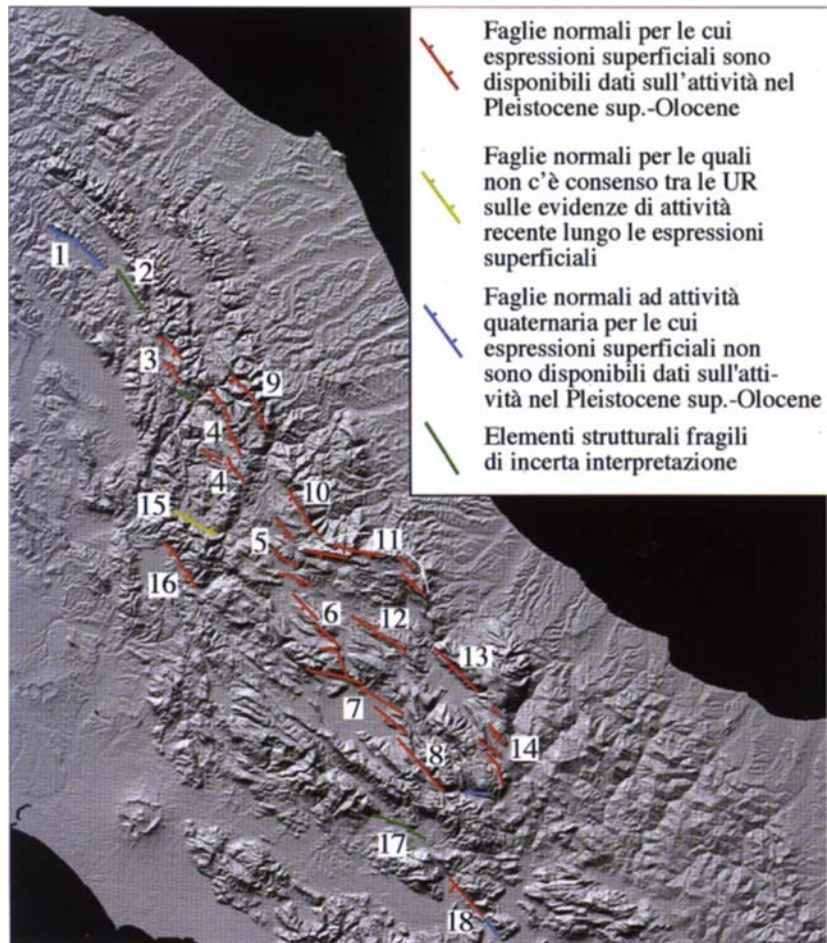 Faglie normali per le cui
espressioni superficiali sono
disponibili dati sull'attività nel
Pleistocene sup.-Olocene
Faglie normali per le quali
non c'è consenso tra le UR
sulle evidenze di attività
recente lungo le espressioni
superficiali
Faglie normali ad attività
quaternaria per le cui
espressioni superficiali non
sono disponibili dati sull'atti-
vità nel Pleistocene sup.-Olocene
Elementi strutturali fragili
di incerta interpretazione
1
2
3
9
4
4
10
15
5
11
16
6
12
13
7
8
14
17
18